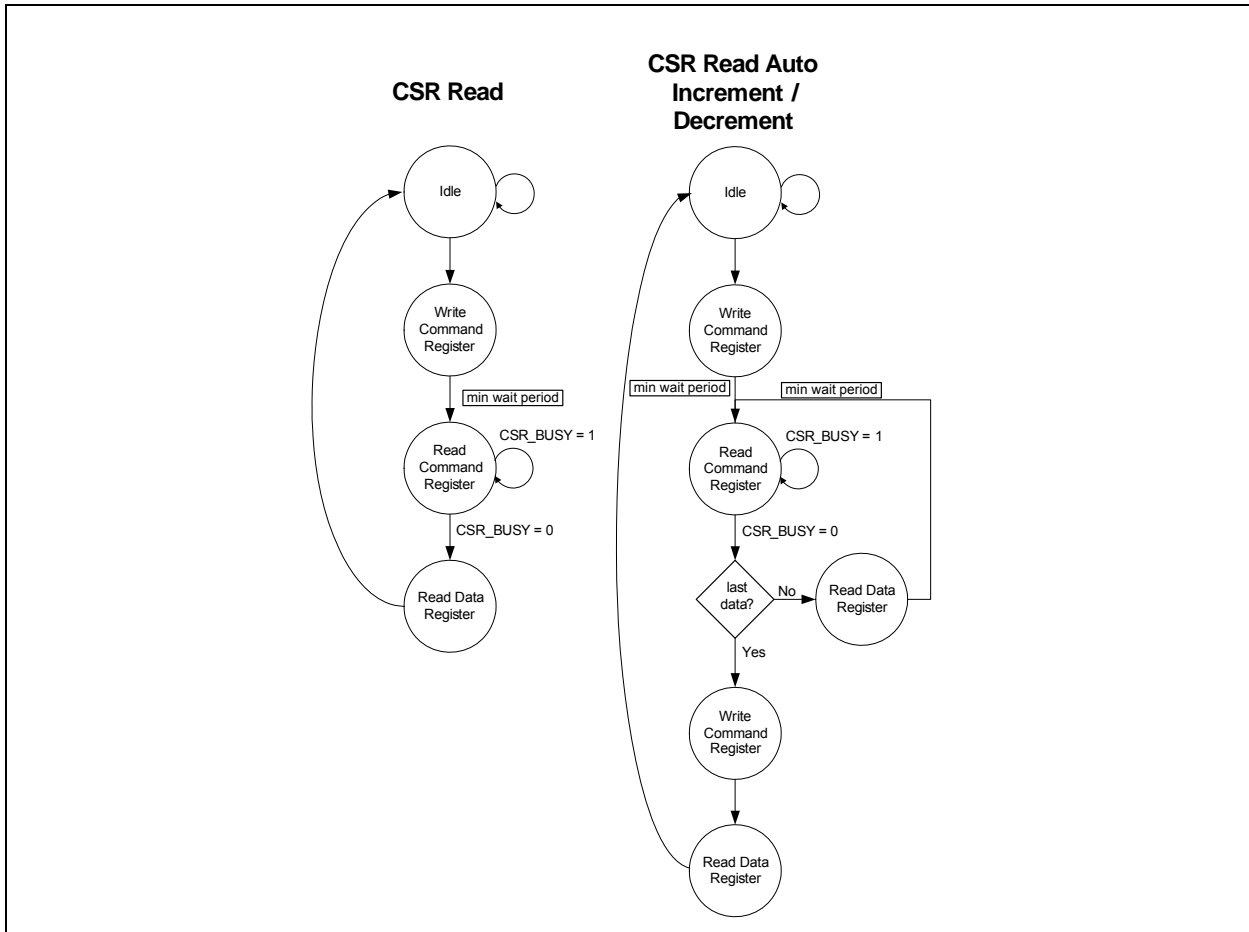 CSR Read
Idle
Write
Command
Register
min wait period
CSR_BUSY = 1
Read
Command
Register
CSR_BUSY = 0
Read Data
Register
CSR Read Auto
Increment /
Decrement
Idle
Write
Command
Register
min wait period
min wait period
CSR_BUSY = 1
Read
Command
Register
CSR_BUSY = 0
last
data?
No
Read Data
Register
Yes
Write
Command
Register
Read Data
Register